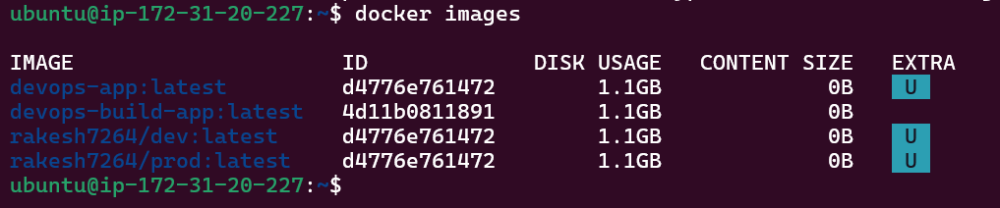 ubuntu@ip-172-31-20-227:~$ docker images
IMAGE ID DISK USAGE CONTENT SIZE EXTRA
devops-app:latest d4776e761472 1.1GB 0B U
devops-build-app:latest 4d11b0811891 1.1GB 0B
rakesh7264/dev:latest d4776e761472 1.1GB 0B U
rakesh7264/prod:latest d4776e761472 1.1GB 0B U
ubuntu@ip-172-31-20-227:~$